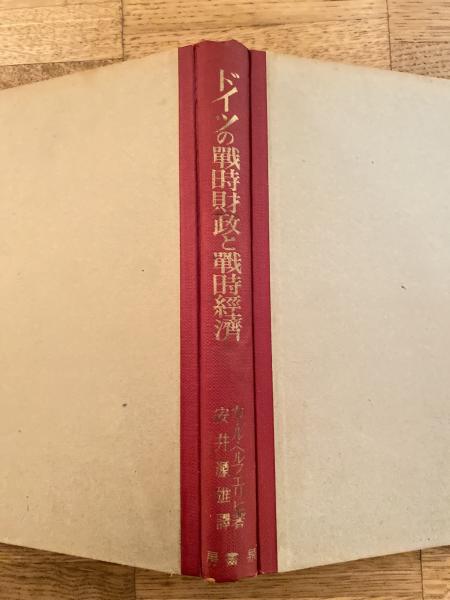 ドイツの戰時財政と戰時經濟
カール・ヘルフェリヒ著
安井源雄譯